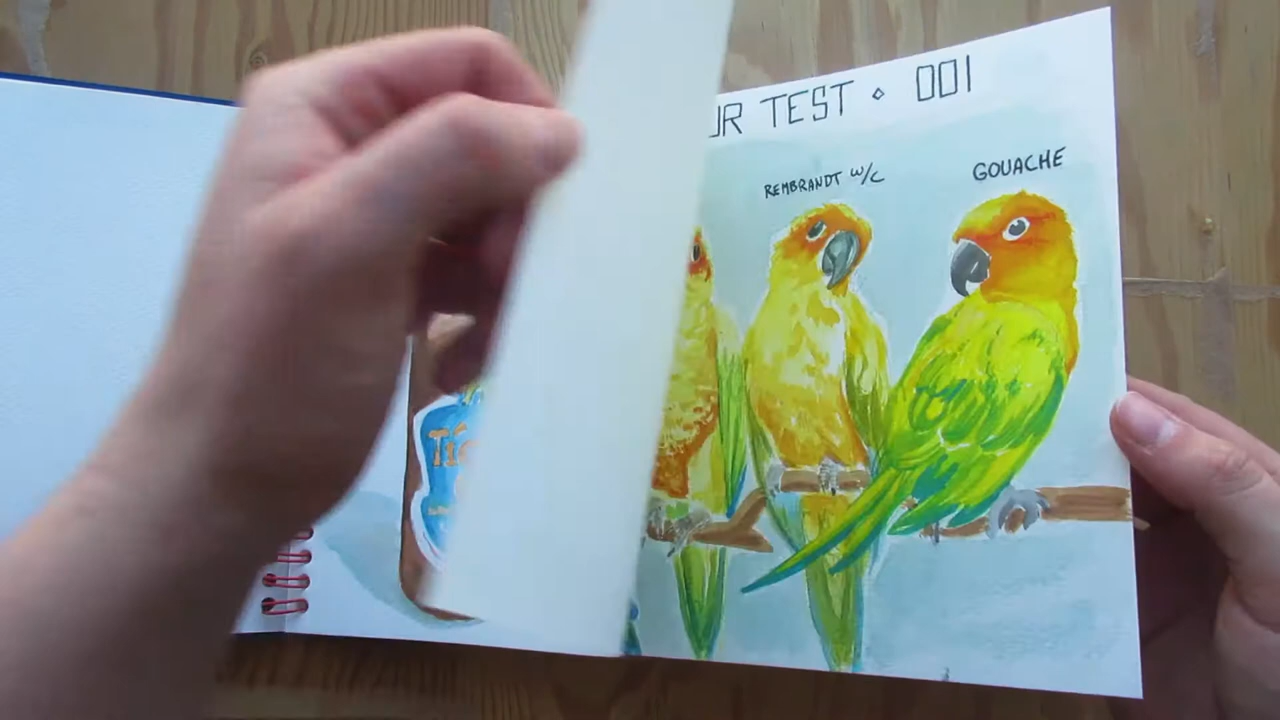 UR TEST ⋄ 001
REMBRANDT W/C
GOUACHE